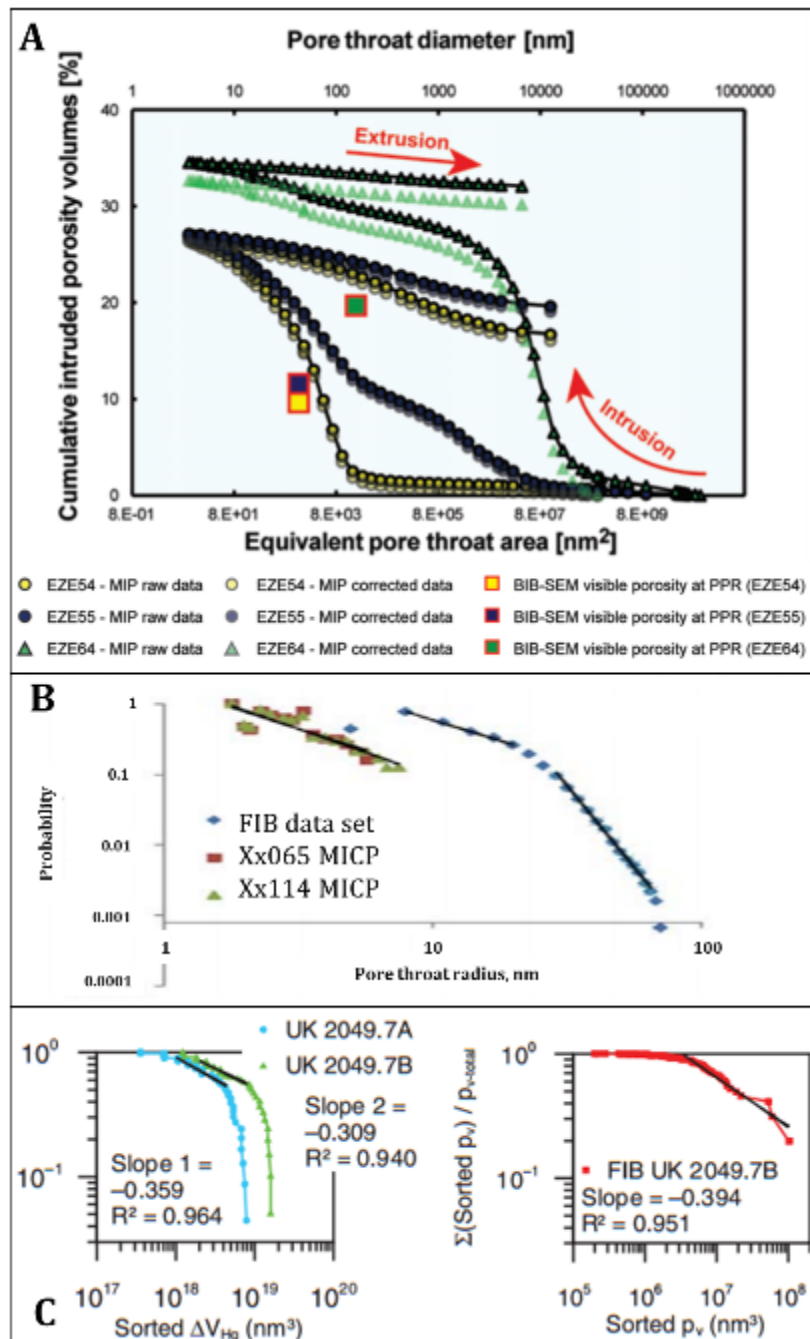 A
Pore throat diameter [nm]
1 10 100 1000 10000 100000 1000000
Cumulative intruded porosity volumes [%]
40
30
20
10
0
Extrusion
Intrusion
8.E-01 8.E+01 8.E+03 8.E+05 8.E+07 8.E+09
Equivalent pore throat area [nm²]
EZE54 - MIP raw data EZE54 - MIP corrected data BIB-SEM visible porosity at PPR (EZE54)
EZE55 - MIP raw data EZE55 - MIP corrected data BIB-SEM visible porosity at PPR (EZE55)
EZE64 - MIP raw data EZE64 - MIP corrected data BIB-SEM visible porosity at PPR (EZE64)
B
Probability
1
0.1
0.01
0.001
0.0001
FIB data set
Xx065 MICP
Xx114 MICP
1 10 100
Pore throat radius, nm
UK 2049.7A
UK 2049.7B
10⁰
10⁻¹
Slope 1 =
–0.359
R² = 0.964
Slope 2 =
–0.309
R² = 0.940
10¹⁷ 10¹⁸ 10¹⁹ 10²⁰
Sorted ΔV_Hg (nm³)
Σ(Sorted pᵥ) / p_v-total
10⁰
10⁻¹
FIB UK 2049.7B
Slope = –0.394
R² = 0.951
10⁵ 10⁶ 10⁷ 10⁸
Sorted pᵥ (nm³)
C